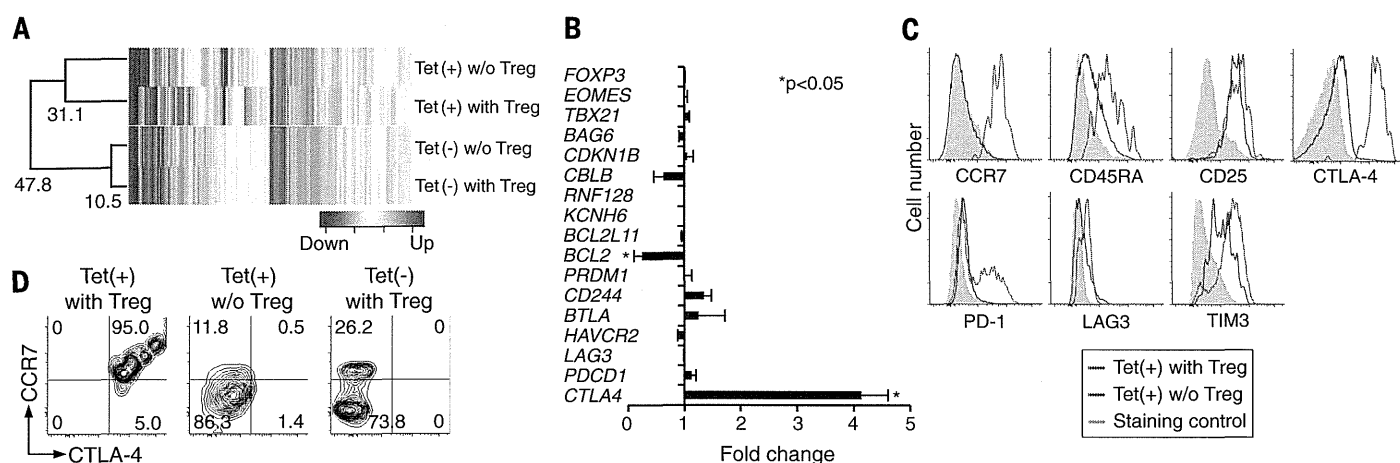 A
Tet(+) w/o Treg
Tet(+) with Treg
Tet(-) w/o Treg
Tet(-) with Treg
31.1
47.8
10.5
Down
Up
B
*p<0.05
FOXP3
EOMES
TBX21
BAG6
CDKN1B
CBLB
RNF128
KCNH6
BCL2L11
BCL2 *
PRDM1
CD244
BTLA
HAVCR2
LAG3
PDCD1
CTLA4 *
0 1 2 3 4 5
Fold change
C
Cell number
CCR7
CD45RA
CD25
CTLA-4
PD-1
LAG3
TIM3
Tet(+) with Treg
Tet(+) w/o Treg
Staining control
D
Tet(+)
with Treg
Tet(+)
w/o Treg
Tet(-)
with Treg
0 95.0
0 5.0
11.8 0.5
86.3 1.4
26.2 0
73.8 0
CCR7
CTLA-4